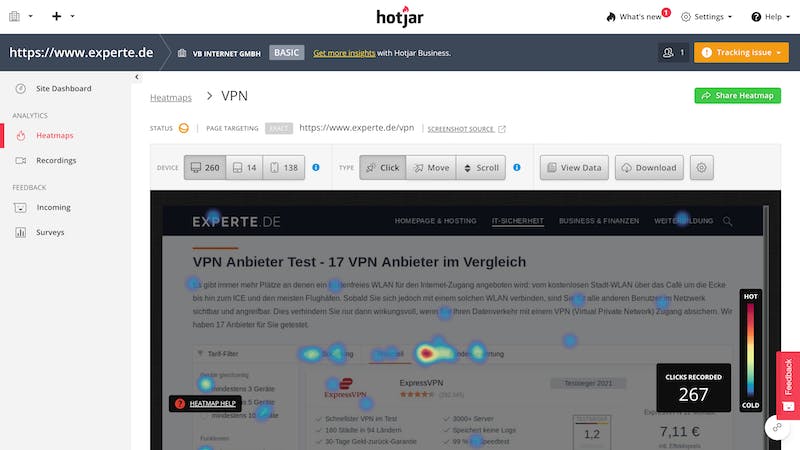 hotjar
What's new
1
Settings
Help
https://www.experte.de
VB INTERNET GMBH
BASIC
Get more insights with Hotjar Business.
1
Tracking issue
Site Dashboard
ANALYTICS
Heatmaps
Recordings
FEEDBACK
Incoming
Surveys
Heatmaps > VPN
Share Heatmap
STATUS
PAGE TARGETING
EXACT
https://www.experte.de/vpn
SCREENSHOT SOURCE
DEVICE
260
14
138
TYPE
Click
Move
Scroll
View Data
Download
EXPERTE.DE
HOMEPAGE & HOSTING
IT-SICHERHEIT
BUSINESS & FINANZEN
WEITERBILDUNG
VPN Anbieter Test - 17 VPN Anbieter im Vergleich
Es gibt immer mehr Plätze an denen ein kostenfreies WLAN für den Internet-Zugang angeboten wird: vom kostenlosen Stadt-WLAN über das Café um die Ecke
bis hin zum ICE und den meisten Flughäfen. Sobald Sie sich jedoch mit einem solchen WLAN verbinden, sind Sie für alle anderen Benutzer im Netzwerk
sichtbar und angreifbar. Dies verhindern Sie nur dann wirkungsvoll, wenn Sie Ihren Datenverkehr mit einem VPN (Virtual Private Network) Zugang absichern. Wir
haben 17 Anbieter für Sie getestet.
Tarif-Filter
Geräte gleichzeitig
mindestens 3 Geräte
mindestens 5 Geräte
mindestens 10 Geräte
Funktionen
HEATMAP HELP
ExpressVPN
ExpressVPN
Testsieger 2021
Schnellster VPN im Test
160 Städte in 94 Ländern
30-Tage Geld-zurück-Garantie
3000+ Server
Speichert keine Logs
99 % im Speedtest
1,2
7,11 €
mtl. Effektivpreis
HOT
COLD
CLICKS RECORDED
267
Feedback